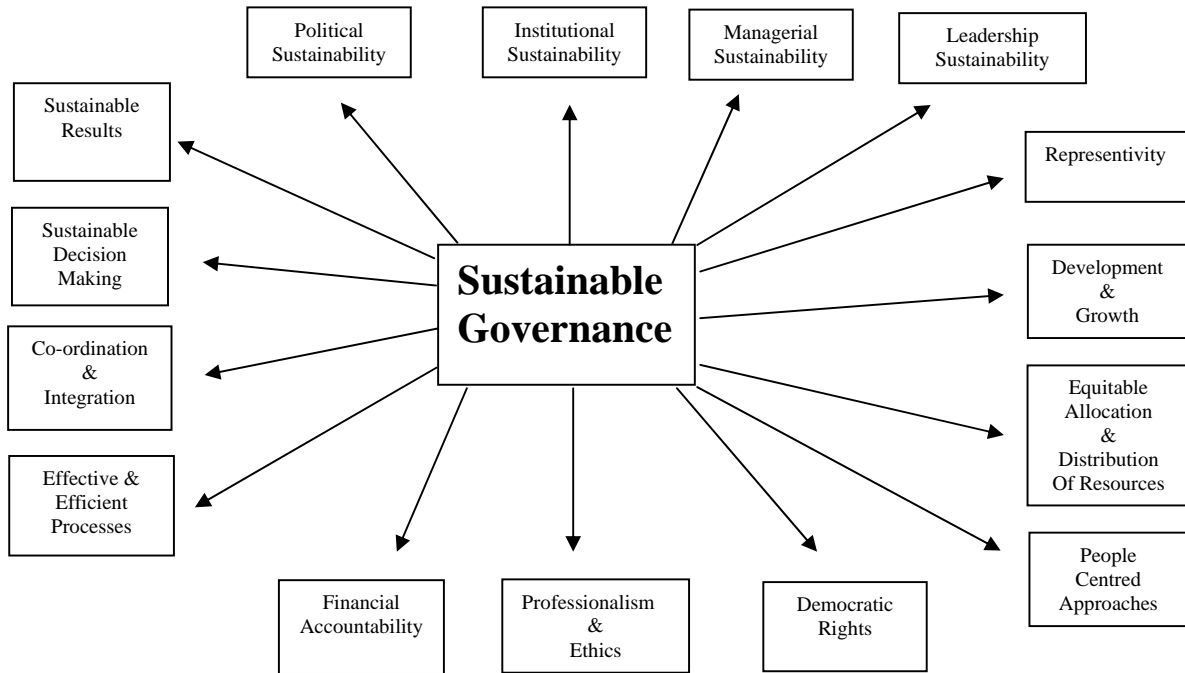 Political
Sustainability
Institutional
Sustainability
Managerial
Sustainability
Leadership
Sustainability
Sustainable
Results
Representivity
Sustainable
Decision
Making
Sustainable
Governance
Development
&
Growth
Co-ordination
&
Integration
Equitable
Allocation
&
Distribution
Of Resources
Effective &
Efficient
Processes
People
Centred
Approaches
Financial
Accountability
Professionalism
&
Ethics
Democratic
Rights